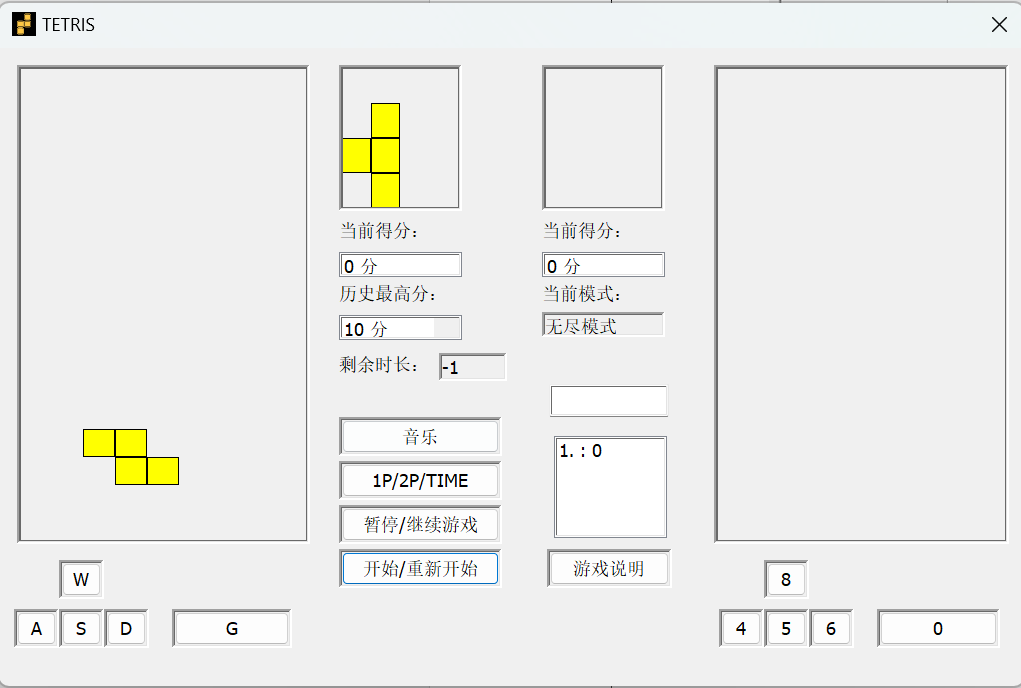 TETRIS
当前得分：
当前得分：
0 分
0 分
历史最高分：
当前模式：
10 分
无尽模式
剩余时长：
-1
音乐
1. : 0
1P/2P/TIME
暂停/继续游戏
开始/重新开始
游戏说明
W
8
A S D
G
4 5 6
0